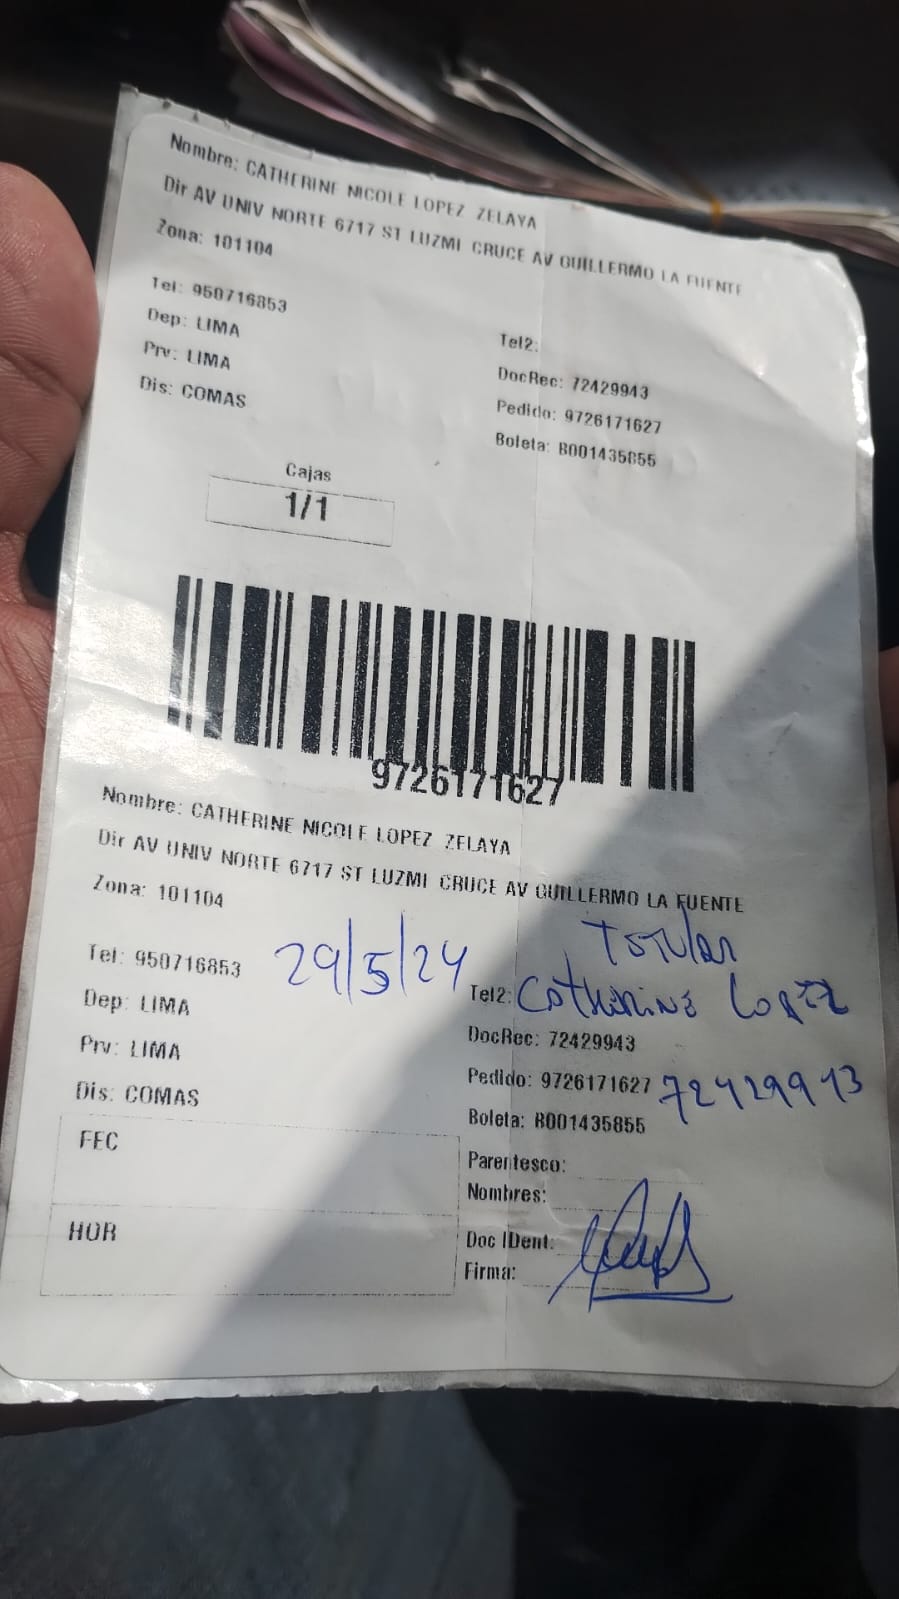 Nombre: CATHERINE NICOLE LOPEZ ZELAYA
Dir AV UNIV NORTE 6717 ST LUZMI CRUCE AV GUILLERMO LA FUENTE
Zona: 101104
Tel: 950716853
Tel2:
Dep: LIMA
DocRec: 72429943
Prv: LIMA
Pedido: 9726171627
Dis: COMAS
Boleta: B001435855
Cajas
1/1
9726171627
Nombre: CATHERINE NICOLE LOPEZ ZELAYA
Dir AV UNIV NORTE 6717 ST LUZMI CRUCE AV GUILLERMO LA FUENTE
Zona: 101104
Titular
Tel: 950716853 29/5/24
Tel2: Catherine Lopez
Dep: LIMA
DocRec: 72429943
Prv: LIMA
Pedido: 9726171627 72429943
Dis: COMAS
Boleta: B001435855
FEC
Parentesco:
Nombres:
HOR
Doc IDent:
Firma: